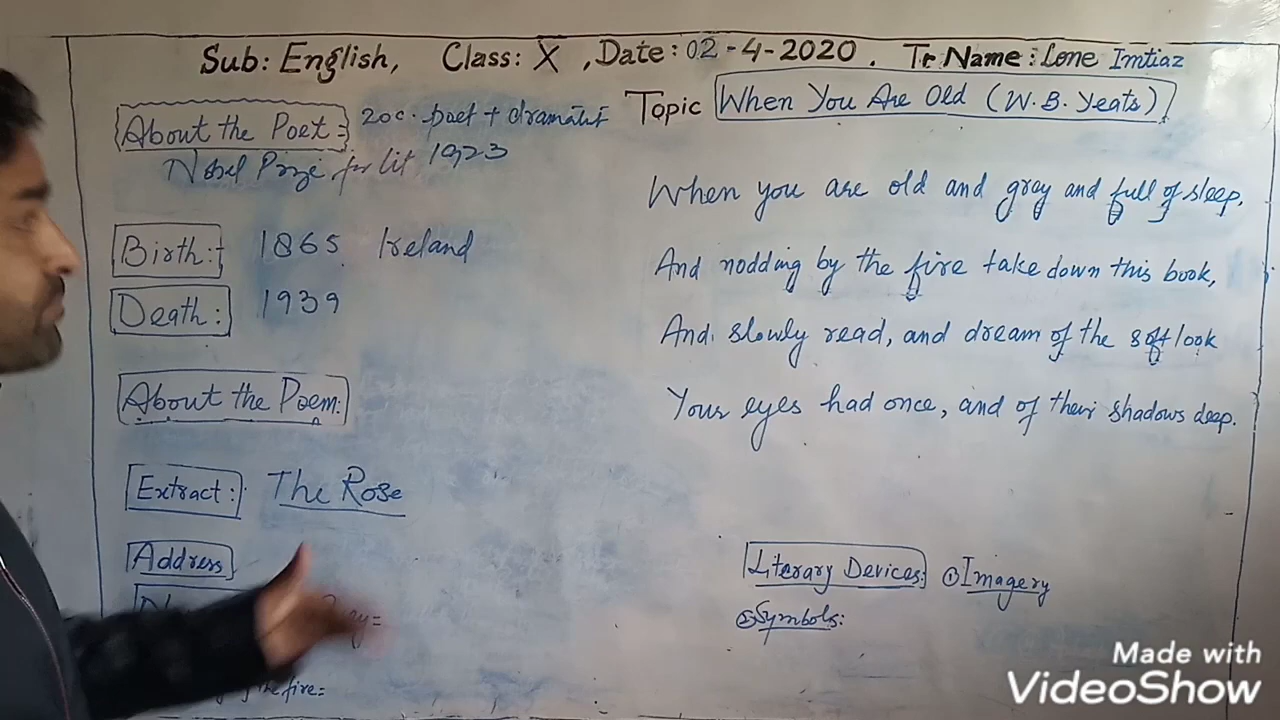 Sub: English, Class: X , Date: 02-4-2020. Tr Name: Lone Imtiaz
About the Poet:- 20c. poet + dramatist
Nobel Prize for lit 1923
Birth:- 1865 Ireland
Death: 1939
About the Poem:
Extract: The Rose
Address
the fire=
Topic When You Are Old (W.B. Yeats)
When you are old and grey and full of sleep,
And nodding by the fire take down this book,
And slowly read, and dream of the soft look
Your eyes had once, and of their shadows deep.
Literary Devices: ① Imagery
② Symbols:
Made with
VideoShow